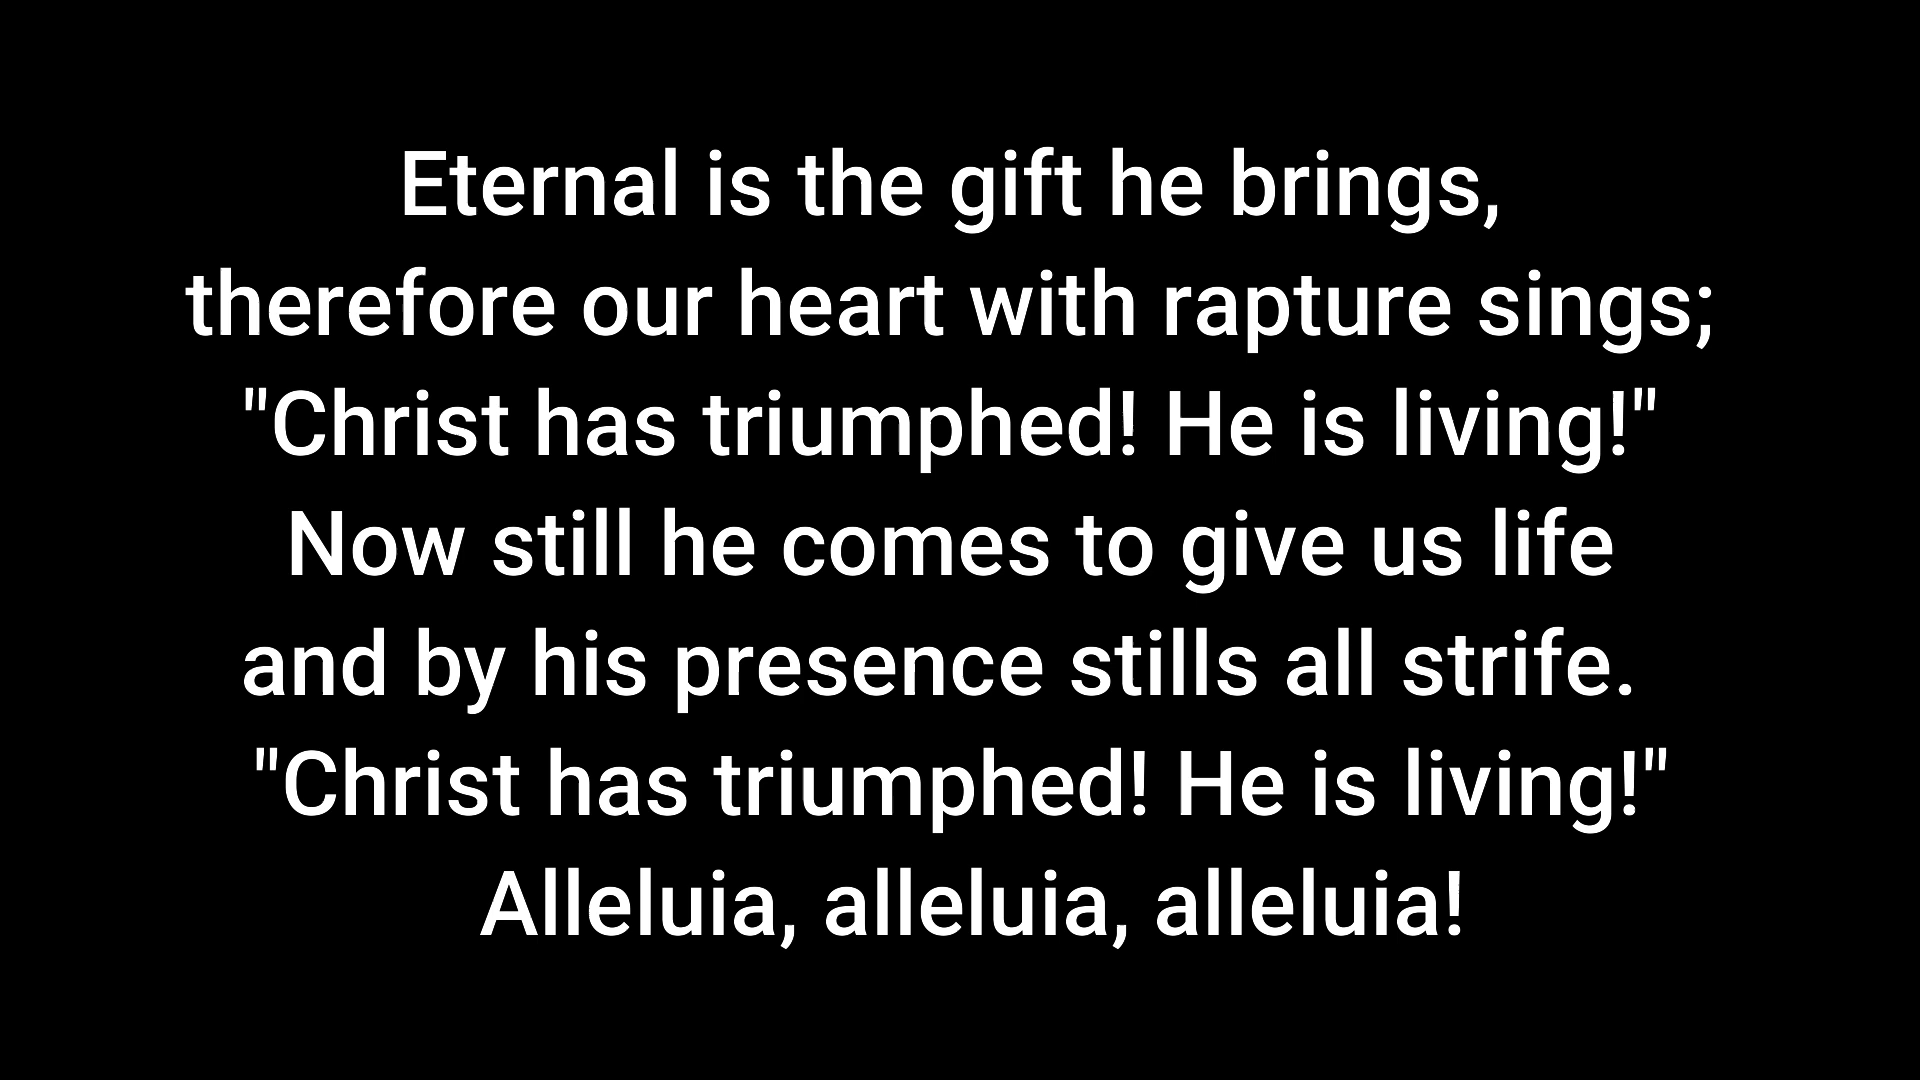 Eternal is the gift he brings,
therefore our heart with rapture sings;
"Christ has triumphed! He is living!"
Now still he comes to give us life
and by his presence stills all strife.
"Christ has triumphed! He is living!"
Alleluia, alleluia, alleluia!